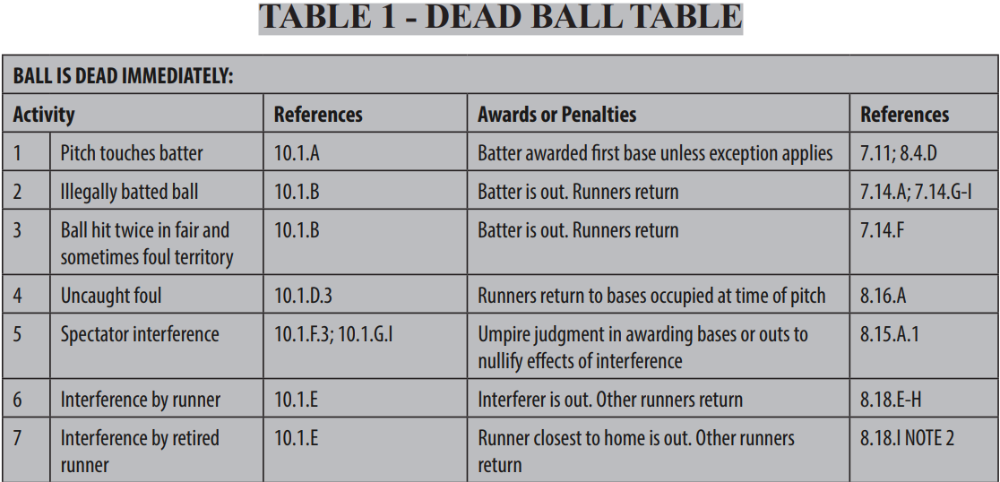 TABLE 1 - DEAD BALL TABLE
BALL IS DEAD IMMEDIATELY:
Activity References Awards or Penalties References
1 Pitch touches batter 10.1.A Batter awarded first base unless exception applies 7.11; 8.4.D
2 Illegally batted ball 10.1.B Batter is out. Runners return 7.14.A; 7.14.G-I
3 Ball hit twice in fair and 10.1.B Batter is out. Runners return 7.14.F
sometimes foul territory
4 Uncaught foul 10.1.D.3 Runners return to bases occupied at time of pitch 8.16.A
5 Spectator interference 10.1.F.3; 10.1.G.I Umpire judgment in awarding bases or outs to 8.15.A.1
nullify effects of interference
6 Interference by runner 10.1.E Interferer is out. Other runners return 8.18.E-H
7 Interference by retired 10.1.E Runner closest to home is out. Other runners 8.18.I NOTE 2
runner return